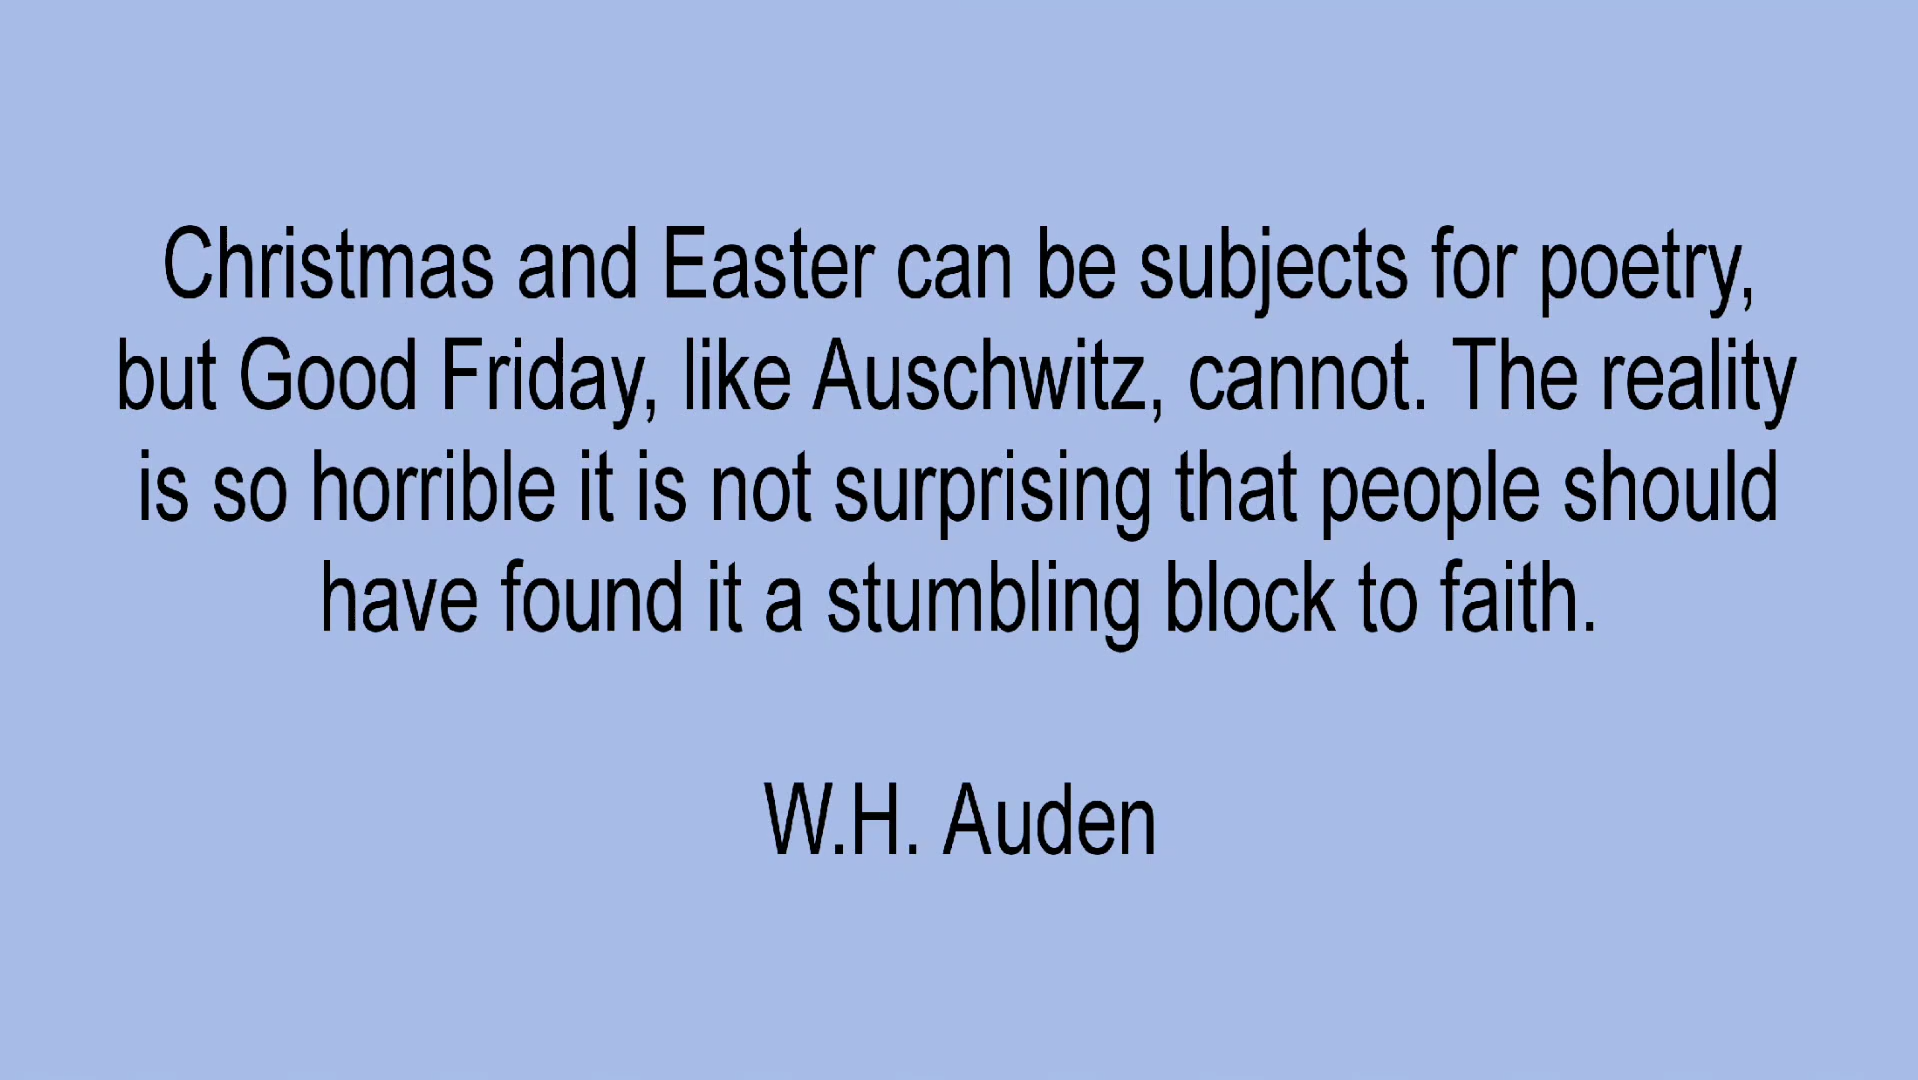 Christmas and Easter can be subjects for poetry,
but Good Friday, like Auschwitz, cannot. The reality
is so horrible it is not surprising that people should
have found it a stumbling block to faith.
W.H. Auden